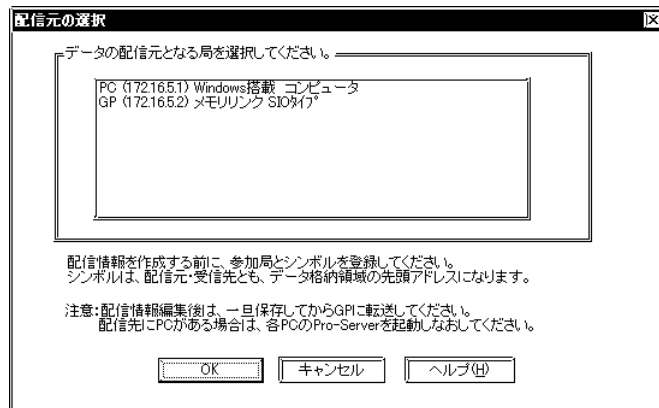 配信元の選択
データの配信元となる局を選択してください。
PC (172.16.5.1) Windows搭載 コンピュータ
GP (172.16.5.2) メモリリンク SIOタイプ
配信情報を作成する前に、参加局とシンボルを登録してください。
シンボルは、配信元・受信先とも、データ格納領域の先頭アドレスになります。
注意:配信情報編集後は、一旦保存してからGPに転送してください。
配信先にPCがある場合は、各PCのPro-Serverを起動しなおしてください。
OK キャンセル ヘルプ(H)